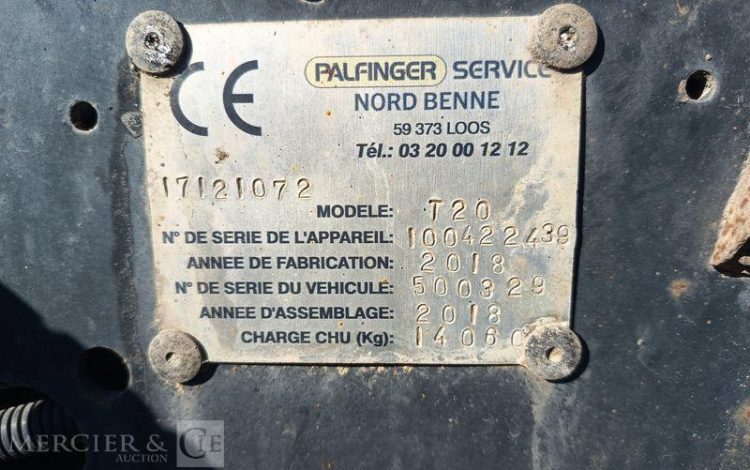 CE
PALFINGER SERVICE
NORD BENNE
59 373 LOOS
Tél.: 03 20 00 12 12
17121072
MODELE: T20
N° DE SERIE DE L'APPAREIL: 100422439
ANNEE DE FABRICATION: 2018
N° DE SERIE DU VEHICULE: 500329
ANNEE D'ASSEMBLAGE: 2018
CHARGE CHU (Kg): 14060
MERCIER & CIE
AUCTION